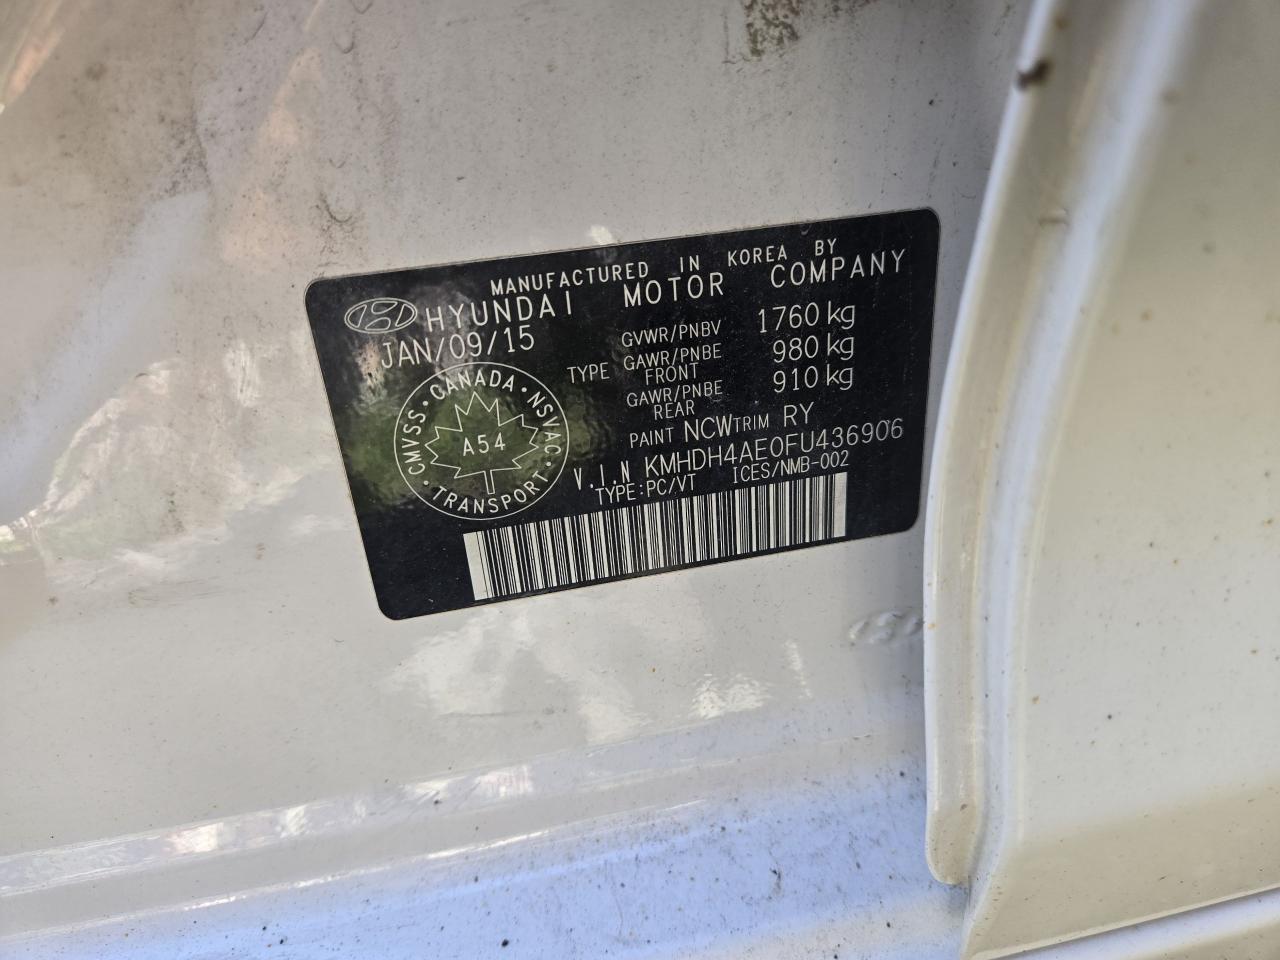 MANUFACTURED IN KOREA BY
HYUNDAI MOTOR COMPANY
JAN/09/15
GVWR/PNBV 1760 kg
TYPE GAWR/PNBE FRONT 980 kg
GAWR/PNBE REAR 910 kg
PAINT NCW TRIM RY
V.I.N KMHDH4AE0FU436906
TYPE:PC/VT ICES/NMB-002
CANADA · NSVAC · TRANSPORT · CMVSS ·
A54